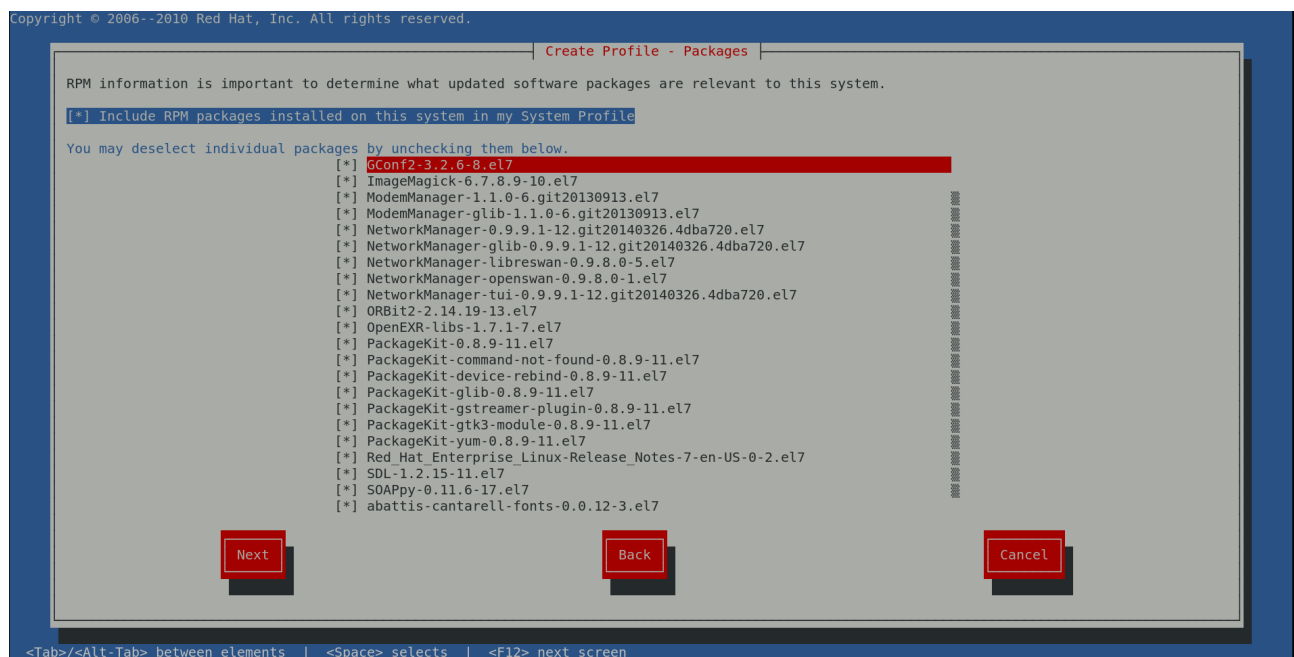 Copyright © 2006--2010 Red Hat, Inc. All rights reserved.
Create Profile - Packages
RPM information is important to determine what updated software packages are relevant to this system.
[*] Include RPM packages installed on this system in my System Profile
You may deselect individual packages by unchecking them below.
[*] GConf2-3.2.6-8.el7
[*] ImageMagick-6.7.8.9-10.el7
[*] ModemManager-1.1.0-6.git20130913.el7
[*] ModemManager-glib-1.1.0-6.git20130913.el7
[*] NetworkManager-0.9.9.1-12.git20140326.4dba720.el7
[*] NetworkManager-glib-0.9.9.1-12.git20140326.4dba720.el7
[*] NetworkManager-libreswan-0.9.8.0-5.el7
[*] NetworkManager-openswan-0.9.8.0-1.el7
[*] NetworkManager-tui-0.9.9.1-12.git20140326.4dba720.el7
[*] ORBit2-2.14.19-13.el7
[*] OpenEXR-libs-1.7.1-7.el7
[*] PackageKit-0.8.9-11.el7
[*] PackageKit-command-not-found-0.8.9-11.el7
[*] PackageKit-device-rebind-0.8.9-11.el7
[*] PackageKit-glib-0.8.9-11.el7
[*] PackageKit-gstreamer-plugin-0.8.9-11.el7
[*] PackageKit-gtk3-module-0.8.9-11.el7
[*] PackageKit-yum-0.8.9-11.el7
[*] Red_Hat_Enterprise_Linux-Release_Notes-7-en-US-0-2.el7
[*] SDL-1.2.15-11.el7
[*] SOAPpy-0.11.6-17.el7
[*] abattis-cantarell-fonts-0.0.12-3.el7
Next Back Cancel
<Tab>/<Alt-Tab> between elements | <Space> selects | <F12> next screen